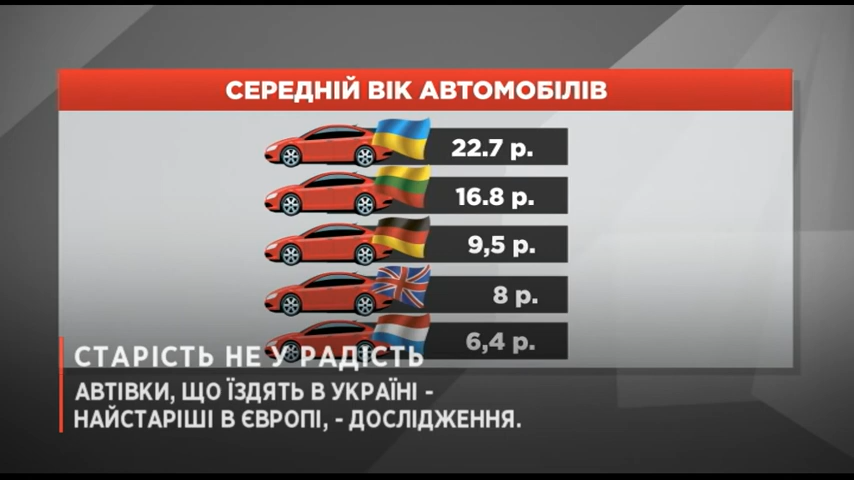 СЕРЕДНІЙ ВІК АВТОМОБІЛІВ
22.7 р.
16.8 р.
9,5 р.
8 р.
6,4 р.
СТАРІСТЬ НЕ У РАДІСТЬ
АВТІВКИ, ЩО ЇЗДЯТЬ В УКРАЇНІ -
НАЙСТАРІШІ В ЄВРОПІ, - ДОСЛІДЖЕННЯ.